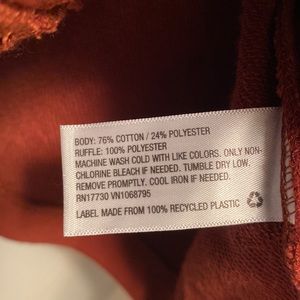 BODY: 76% COTTON / 24% POLYESTER
RUFFLE: 100% POLYESTER
MACHINE WASH COLD WITH LIKE COLORS. ONLY NON-
CHLORINE BLEACH IF NEEDED. TUMBLE DRY LOW.
REMOVE PROMPTLY. COOL IRON IF NEEDED.
RN17730 VN1068795
LABEL MADE FROM 100% RECYCLED PLASTIC